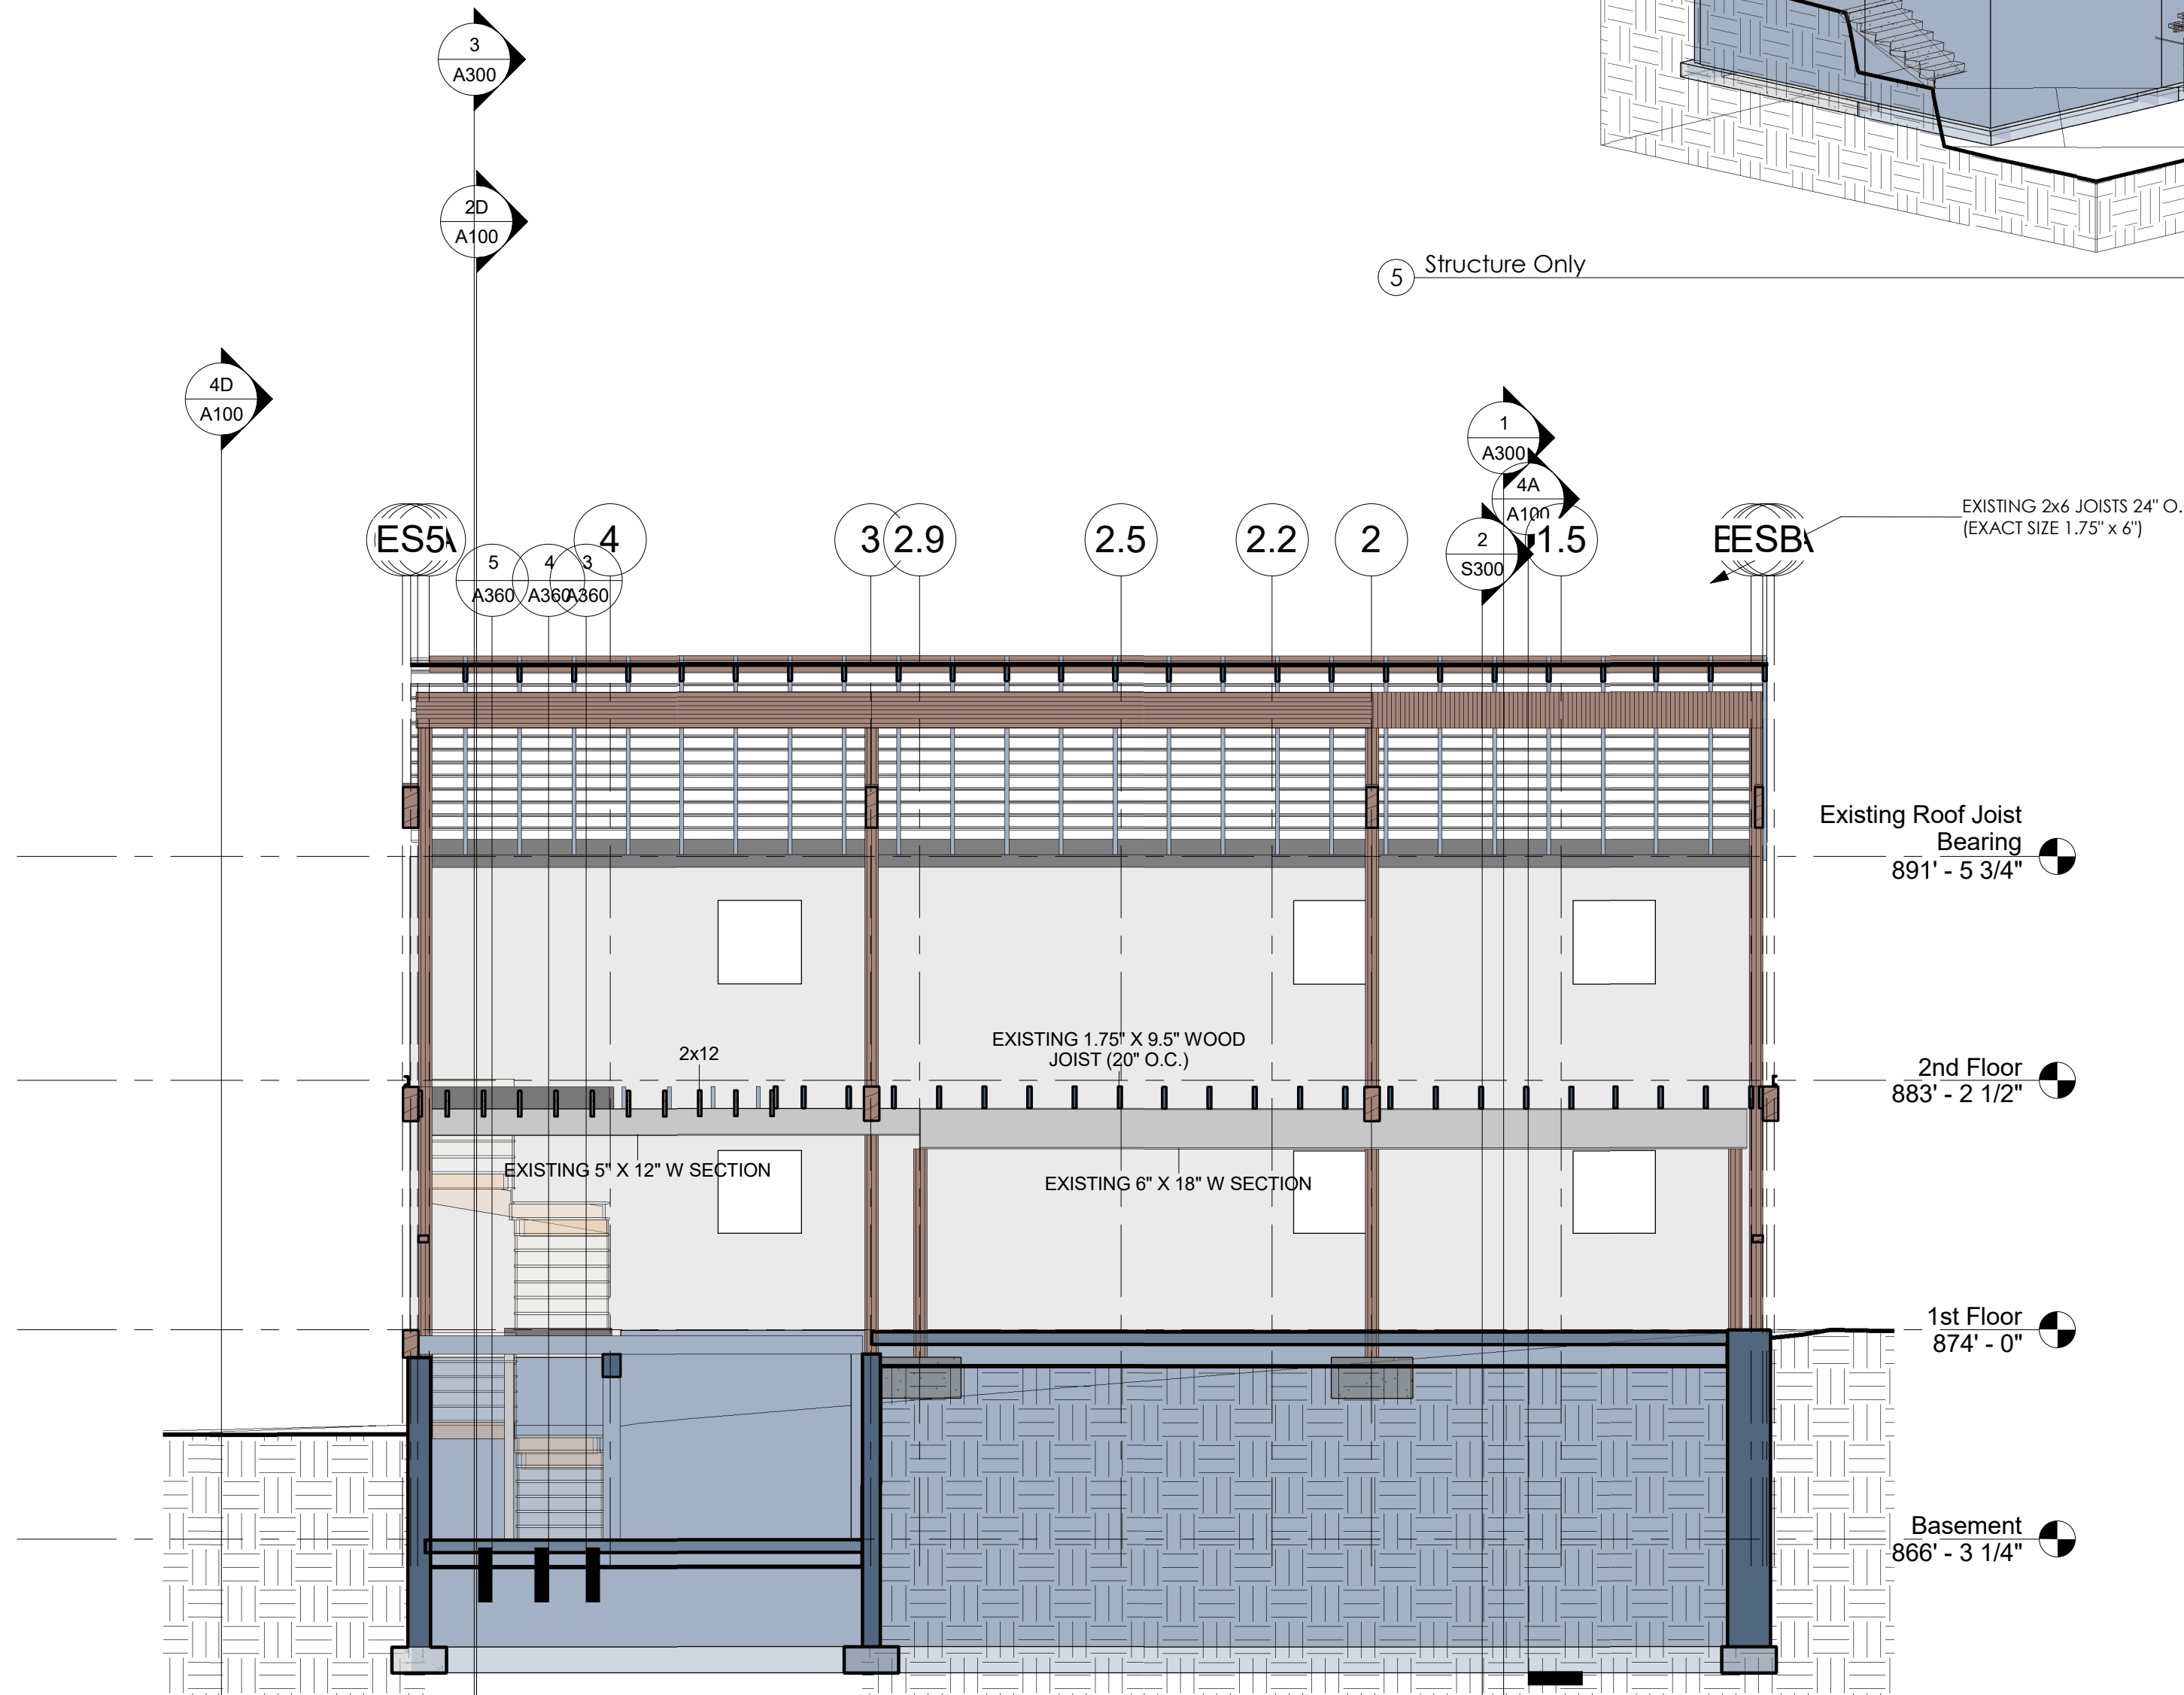 3
A300
2D
A100
5 Structure Only
4D
A100
1
A300
4A
A100
EXISTING 2x6 JOISTS 24" O.
(EXACT SIZE 1.75" x 6")
ES5
4
3
2.9
2.5
2.2
2
2
S300
1.5
ESB
5
A360
4
A360
3
A360
Existing Roof Joist
Bearing
891' - 5 3/4"
EXISTING 1.75" X 9.5" WOOD
JOIST (20" O.C.)
2x12
2nd Floor
883' - 2 1/2"
EXISTING 5" X 12" W SECTION
EXISTING 6" X 18" W SECTION
1st Floor
874' - 0"
Basement
866' - 3 1/4"